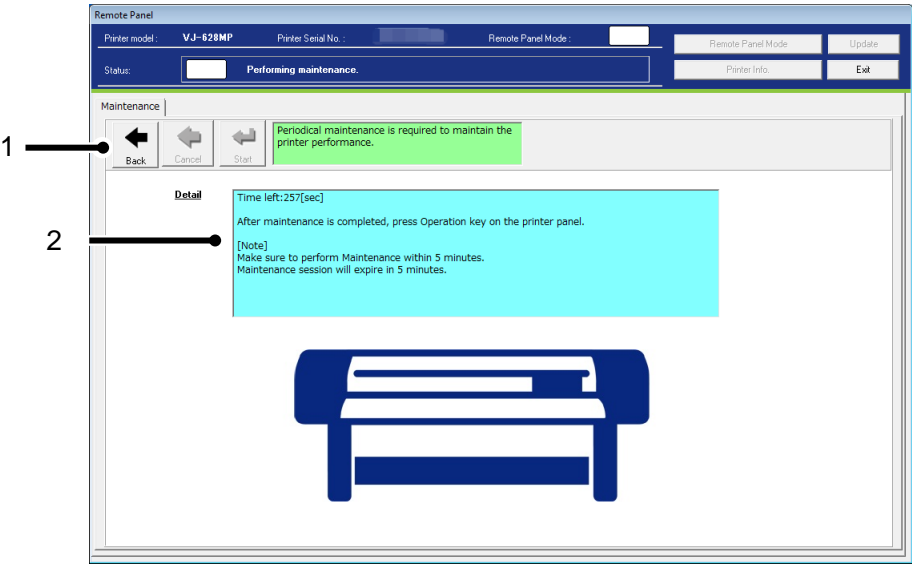 Remote Panel
Printer model : VJ-628MP Printer Serial No. : Remote Panel Mode : Remote Panel Mode Update
Status: Performing maintenance. Printer Info. Exit
Maintenance
1
Back Cancel Start
Periodical maintenance is required to maintain the
printer performance.
Detail
2
Time left:257[sec]
After maintenance is completed, press Operation key on the printer panel.
[Note]
Make sure to perform Maintenance within 5 minutes.
Maintenance session will expire in 5 minutes.